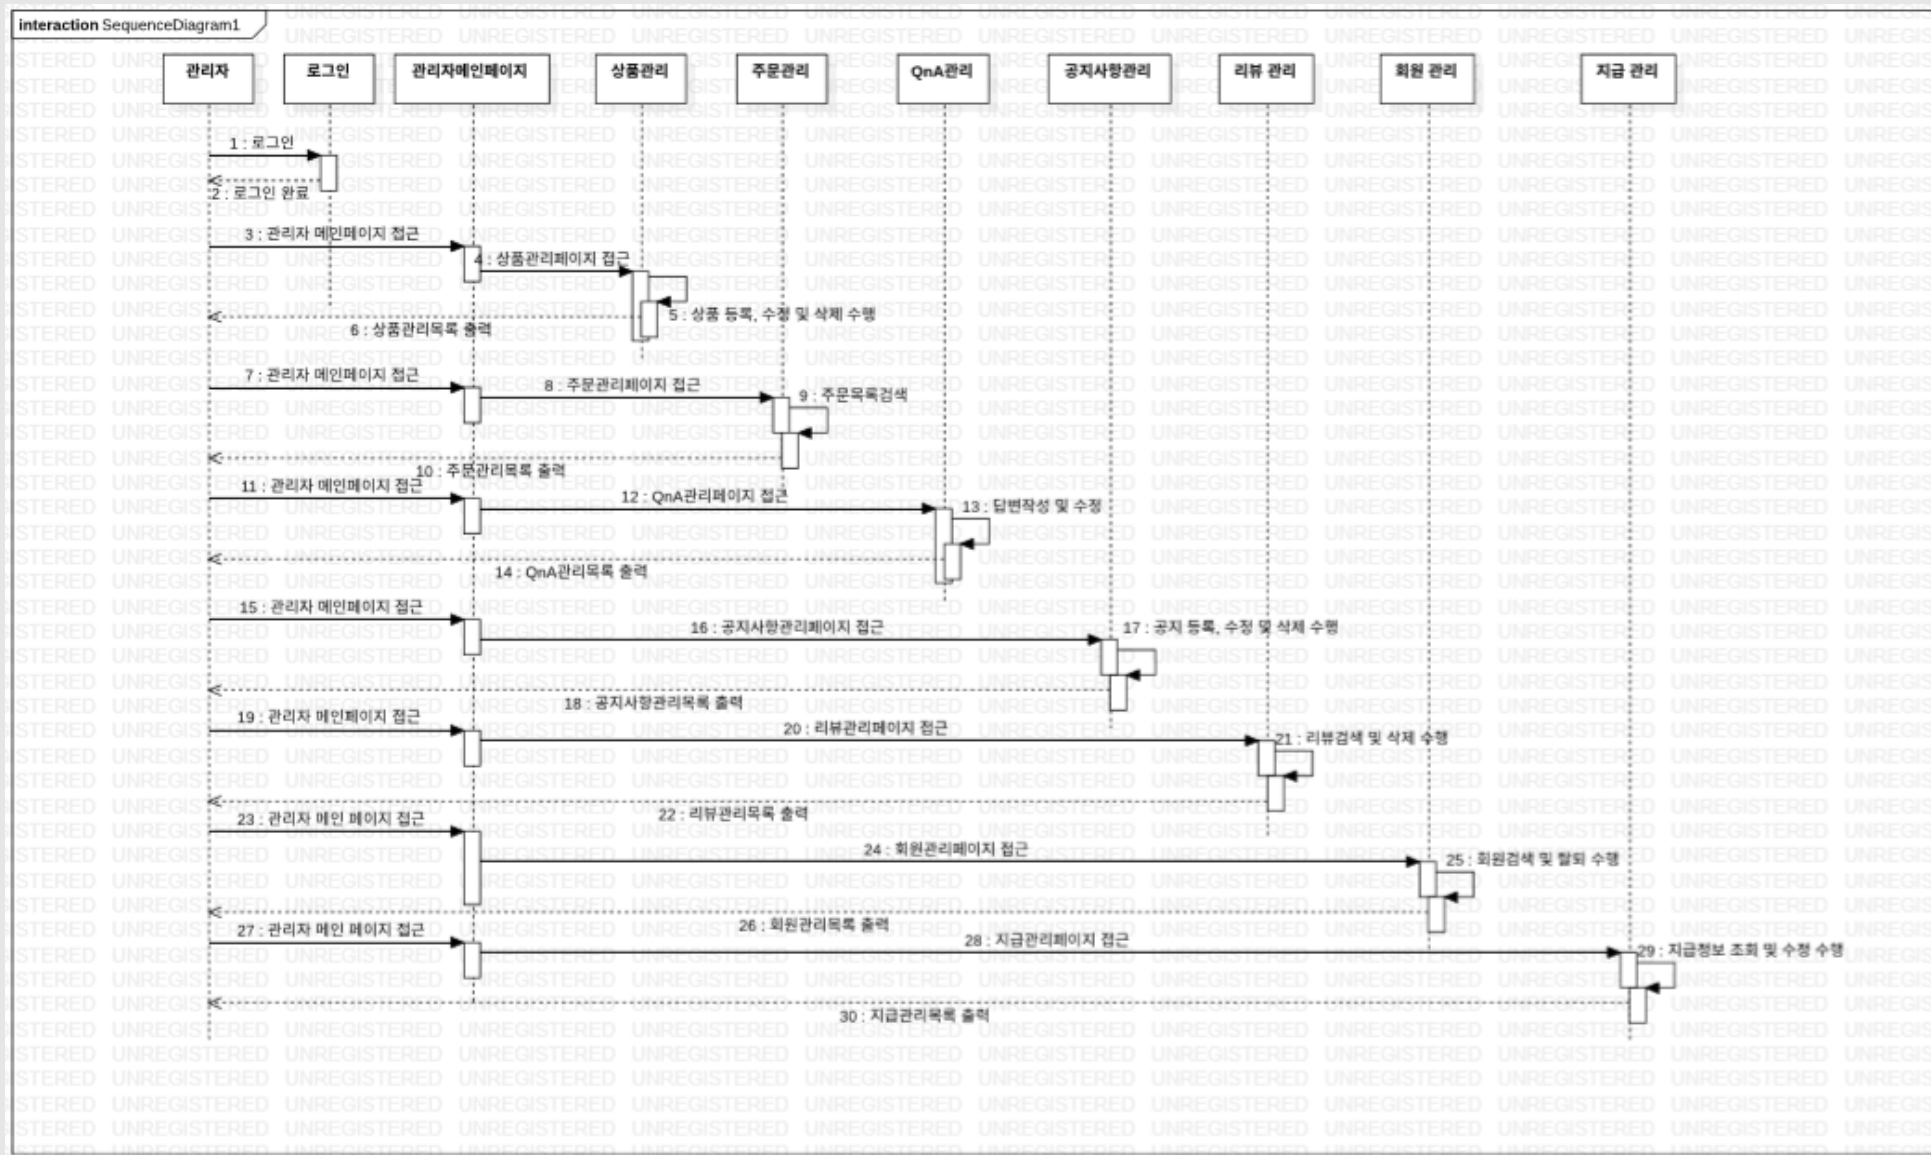 interaction SequenceDiagram1
관리자 로그인 관리자메인페이지 상품관리 주문관리 QnA관리 공지사항관리 리뷰 관리 회원 관리 지급 관리
1 : 로그인
2 : 로그인 완료
3 : 관리자 메인페이지 접근
4 : 상품관리페이지 접근
5 : 상품 등록, 수정 및 삭제 수행
6 : 상품관리목록 출력
7 : 관리자 메인페이지 접근
8 : 주문관리페이지 접근
9 : 주문목록검색
10 : 주문관리목록 출력
11 : 관리자 메인페이지 접근
12 : QnA관리페이지 접근
13 : 답변작성 및 수정
14 : QnA관리목록 출력
15 : 관리자 메인페이지 접근
16 : 공지사항관리페이지 접근
17 : 공지 등록, 수정 및 삭제 수행
18 : 공지사항관리목록 출력
19 : 관리자 메인페이지 접근
20 : 리뷰관리페이지 접근
21 : 리뷰검색 및 삭제 수행
22 : 리뷰관리목록 출력
23 : 관리자 메인 페이지 접근
24 : 회원관리페이지 접근
25 : 회원검색 및 탈퇴 수행
26 : 회원관리목록 출력
27 : 관리자 메인 페이지 접근
28 : 지급관리페이지 접근
29 : 지급정보 조회 및 수정 수행
30 : 지급관리목록 출력
UNREGISTERED